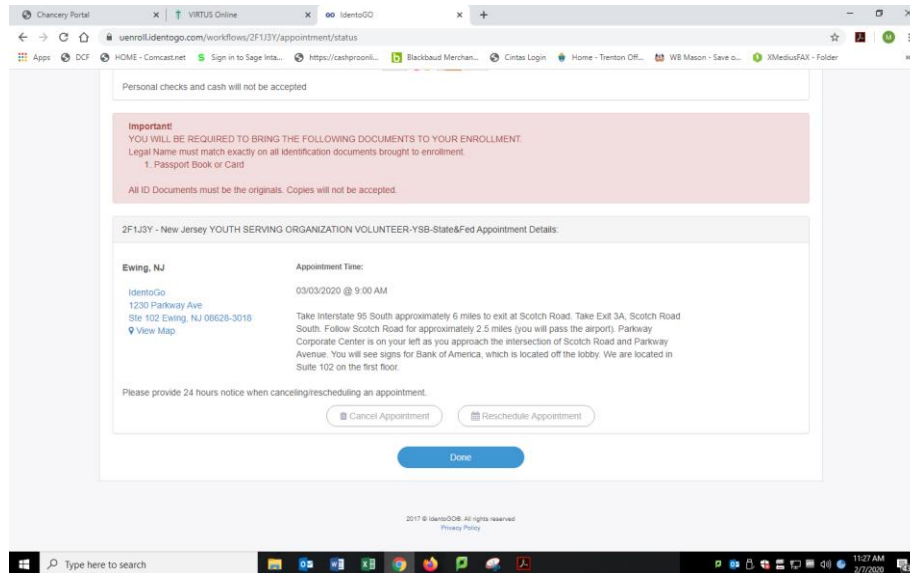 Chancery Portal
VIRTUS Online
GO IdentoGO
uenroll.identogo.com/workflows/2F1J3Y/appointment/status
Apps DCF HOME - Comcast.net Sign in to Sage Inta... https://cashproonli... Blackbaud Merchan... Cintas Login Home - Trenton Off... WB Mason - Save o... XMediusFAX - Folder
Personal checks and cash will not be accepted
Important!
YOU WILL BE REQUIRED TO BRING THE FOLLOWING DOCUMENTS TO YOUR ENROLLMENT.
Legal Name must match exactly on all identification documents brought to enrollment.
1. Passport Book or Card
All ID Documents must be the originals. Copies will not be accepted.
2F1J3Y - New Jersey YOUTH SERVING ORGANIZATION VOLUNTEER-YSB-State&Fed Appointment Details:
Ewing, NJ
IdentoGo
1230 Parkway Ave
Ste 102 Ewing, NJ 08628-3018
View Map
Appointment Time:
03/03/2020 @ 9:00 AM
Take Interstate 95 South approximately 6 miles to exit at Scotch Road. Take Exit 3A, Scotch Road
South. Follow Scotch Road for approximately 2.5 miles (you will pass the airport). Parkway
Corporate Center is on your left as you approach the intersection of Scotch Road and Parkway
Avenue. You will see signs for Bank of America, which is located off the lobby. We are located in
Suite 102 on the first floor.
Please provide 24 hours notice when canceling/rescheduling an appointment.
Cancel Appointment
Reschedule Appointment
Done
2017 © IdentoGO®. All rights reserved
Privacy Policy
Type here to search
11:27 AM
2/7/2020